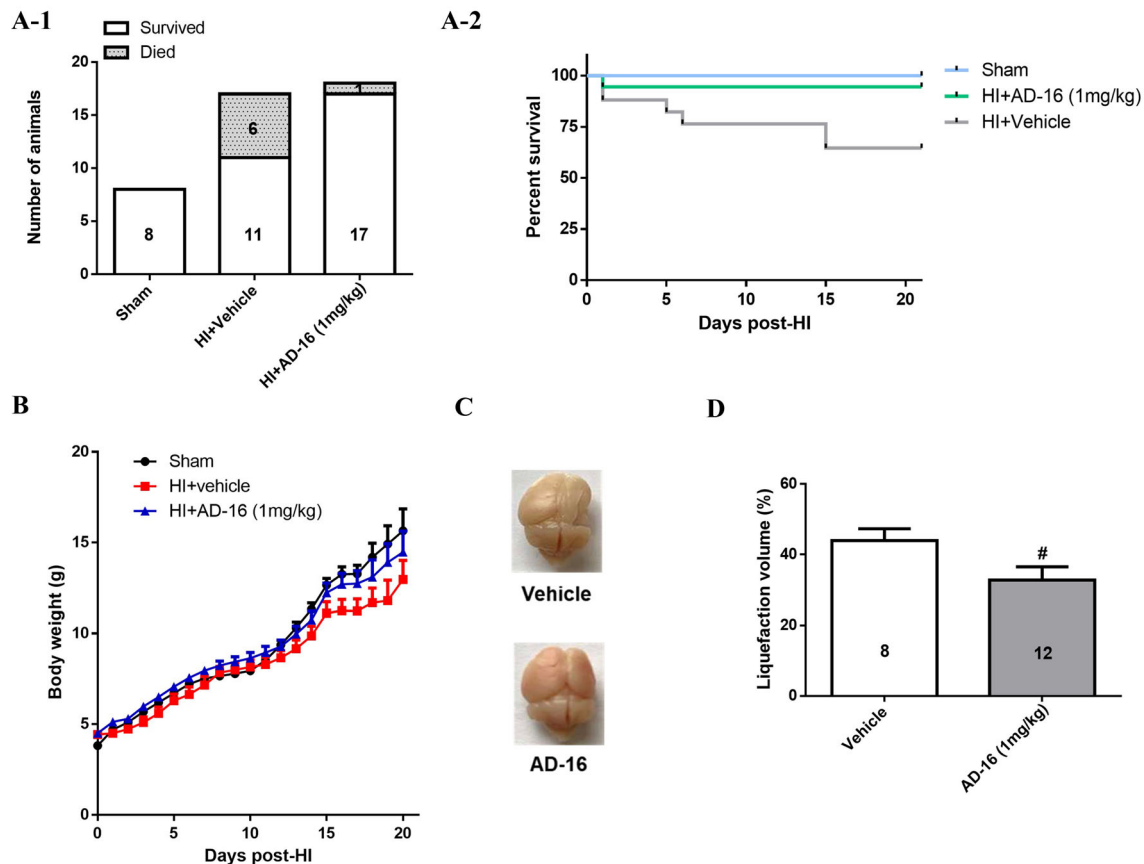 A-1
Survived
Died
Number of animals
20
15
10
5
0
8
6
11
1
17
Sham
HI+Vehicle
HI+AD-16 (1mg/kg)
A-2
Percent survival
100
75
50
25
0
0 5 10 15 20
Days post-HI
Sham
HI+AD-16 (1mg/kg)
HI+Vehicle
B
Sham
HI+vehicle
HI+AD-16 (1mg/kg)
Body weight (g)
20
15
10
5
0
0 5 10 15 20
Days post-HI
C
Vehicle
AD-16
D
Liquefaction volume (%)
60
40
20
0
#
8
12
Vehicle
AD-16 (1mg/kg)